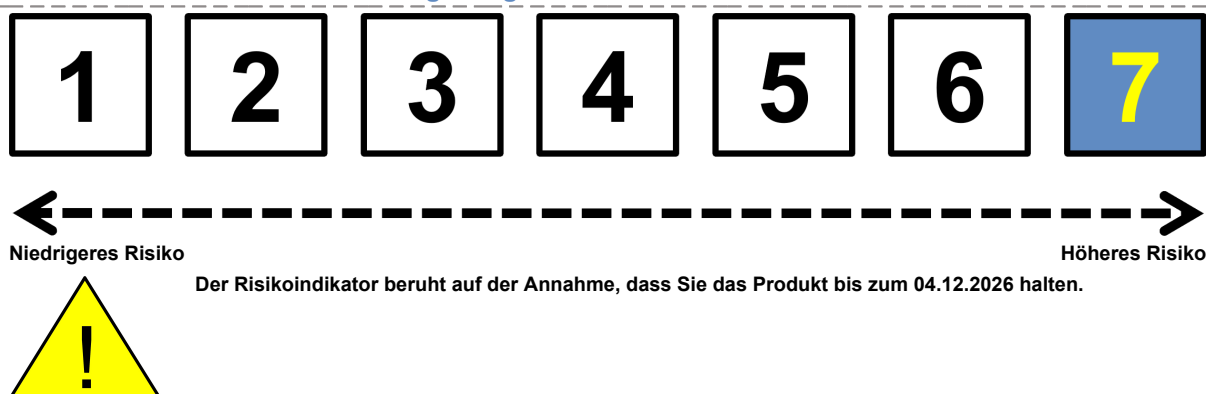 1 2 3 4 5 6 7
Niedrigeres Risiko Höheres Risiko
Der Risikoindikator beruht auf der Annahme, dass Sie das Produkt bis zum 04.12.2026 halten.
!